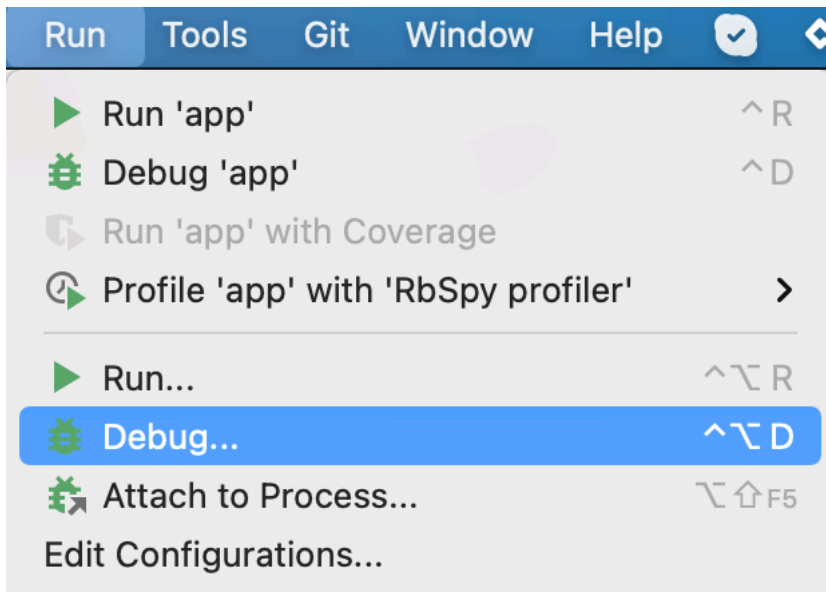 Run Tools Git Window Help
Run 'app' ^ R
Debug 'app' ^ D
Run 'app' with Coverage
Profile 'app' with 'RbSpy profiler'
Run... ^⌥ R
Debug... ^⌥ D
Attach to Process... ⌥⇧F5
Edit Configurations...